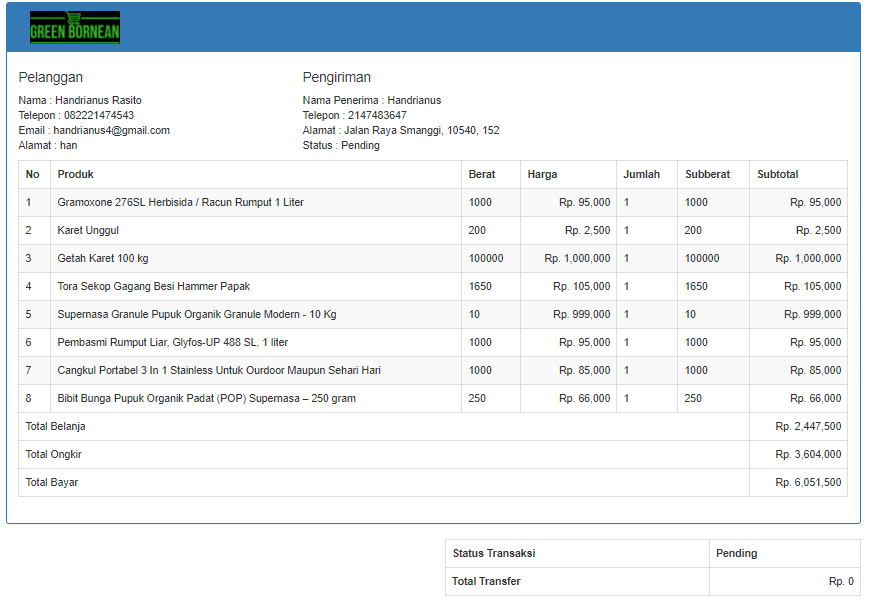 GREEN BORNEAN
Pelanggan
Nama : Handrianus Rasito
Telepon : 082221474543
Email : handrianus4@gmail.com
Alamat : han
Pengiriman
Nama Penerima : Handrianus
Telepon : 2147483647
Alamat : Jalan Raya Smanggi, 10540, 152
Status : Pending
No Produk Berat Harga Jumlah Subberat Subtotal
1 Gramoxone 276SL Herbisida / Racun Rumput 1 Liter 1000 Rp. 95,000 1 1000 Rp. 95,000
2 Karet Unggul 200 Rp. 2,500 1 200 Rp. 2,500
3 Getah Karet 100 kg 100000 Rp. 1,000,000 1 100000 Rp. 1,000,000
4 Tora Sekop Gagang Besi Hammer Papak 1650 Rp. 105,000 1 1650 Rp. 105,000
5 Supernasa Granule Pupuk Organik Granule Modern - 10 Kg 10 Rp. 999,000 1 10 Rp. 999,000
6 Pembasmi Rumput Liar, Glyfos-UP 488 SL, 1 liter 1000 Rp. 95,000 1 1000 Rp. 95,000
7 Cangkul Portabel 3 In 1 Stainless Untuk Ourdoor Maupun Sehari Hari 1000 Rp. 85,000 1 1000 Rp. 85,000
8 Bibit Bunga Pupuk Organik Padat (POP) Supernasa – 250 gram 250 Rp. 66,000 1 250 Rp. 66,000
Total Belanja Rp. 2,447,500
Total Ongkir Rp. 3,604,000
Total Bayar Rp. 6,051,500
Status Transaksi Pending
Total Transfer Rp. 0